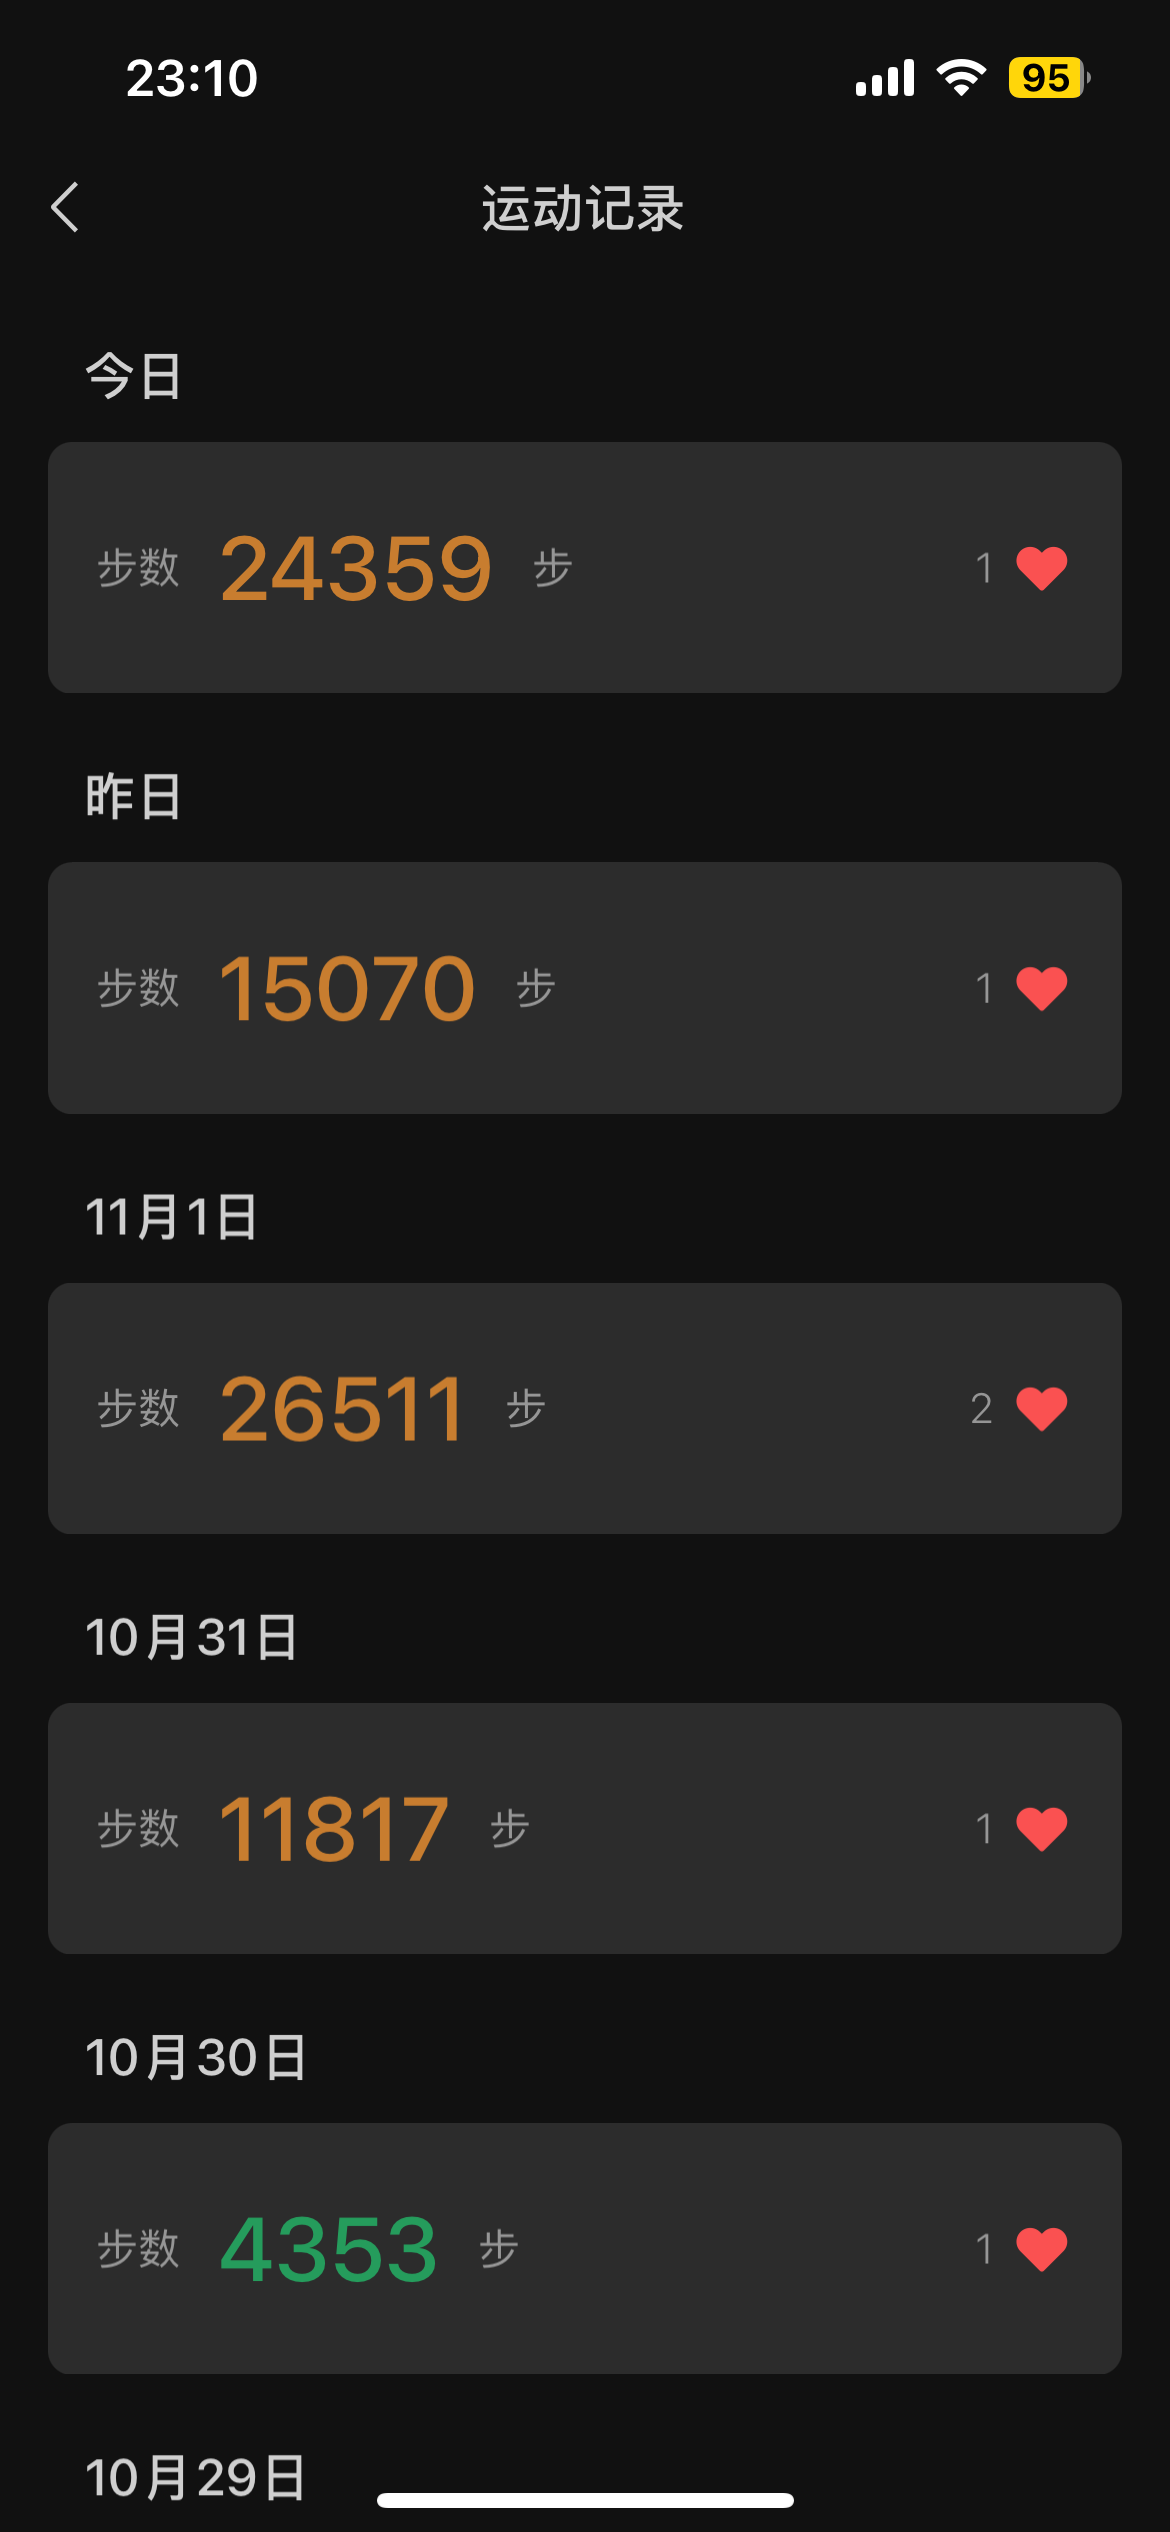 23:10
95
运动记录
今日
步数 24359 步 1
昨日
步数 15070 步 1
11月1日
步数 26511 步 2
10月31日
步数 11817 步 1
10月30日
步数 4353 步 1
10月29日